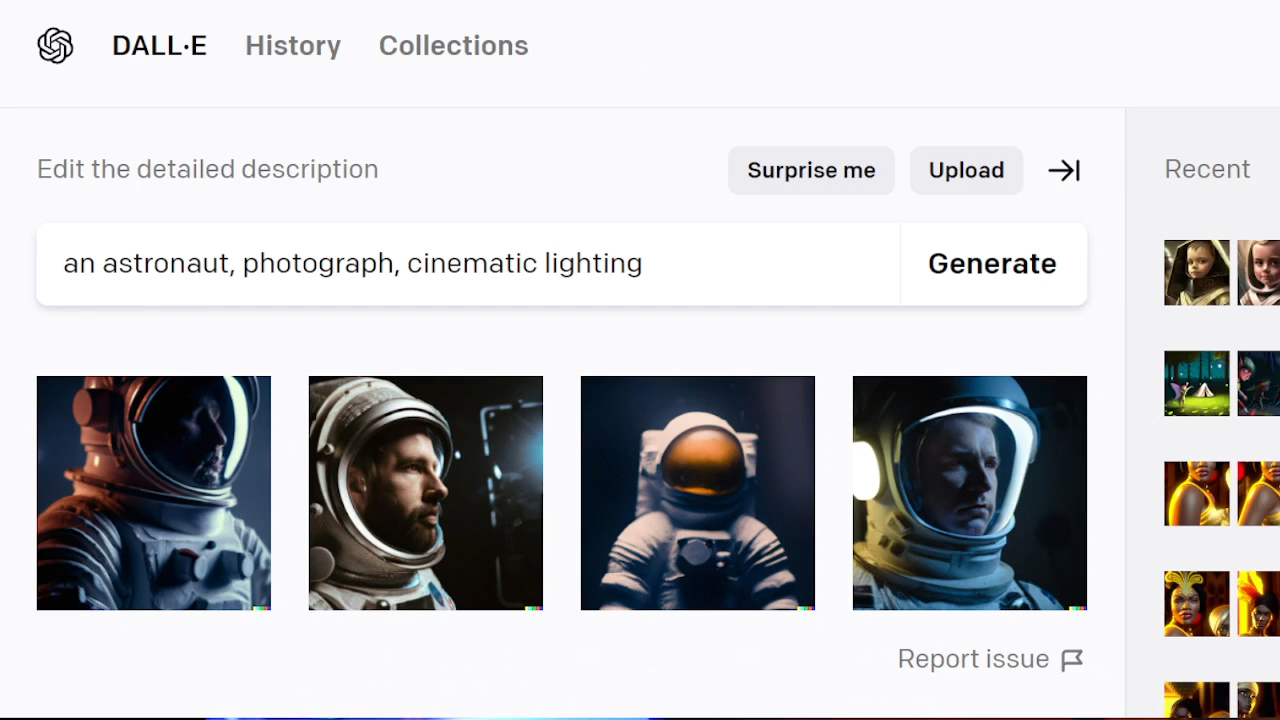 DALL·E History Collections
Edit the detailed description
Surprise me Upload
Recent
an astronaut, photograph, cinematic lighting
Generate
Report issue